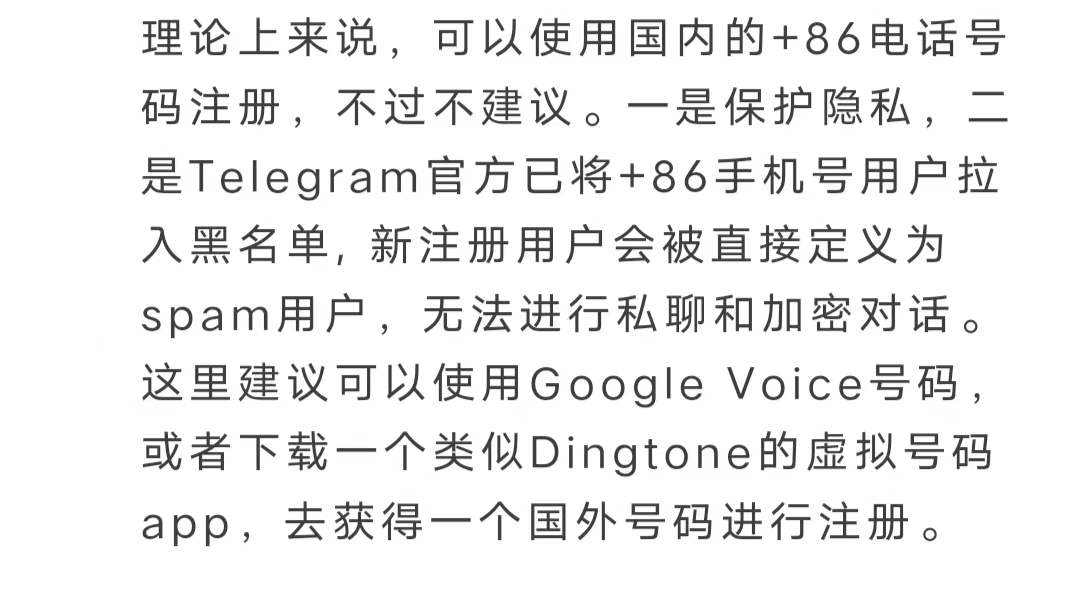 理论上来说，可以使用国内的+86电话号
码注册，不过不建议。一是保护隐私，二
是Telegram官方已将+86手机号用户拉
入黑名单, 新注册用户会被直接定义为
spam用户，无法进行私聊和加密对话。
这里建议可以使用Google Voice号码，
或者下载一个类似Dingtone的虚拟号码
app，去获得一个国外号码进行注册。